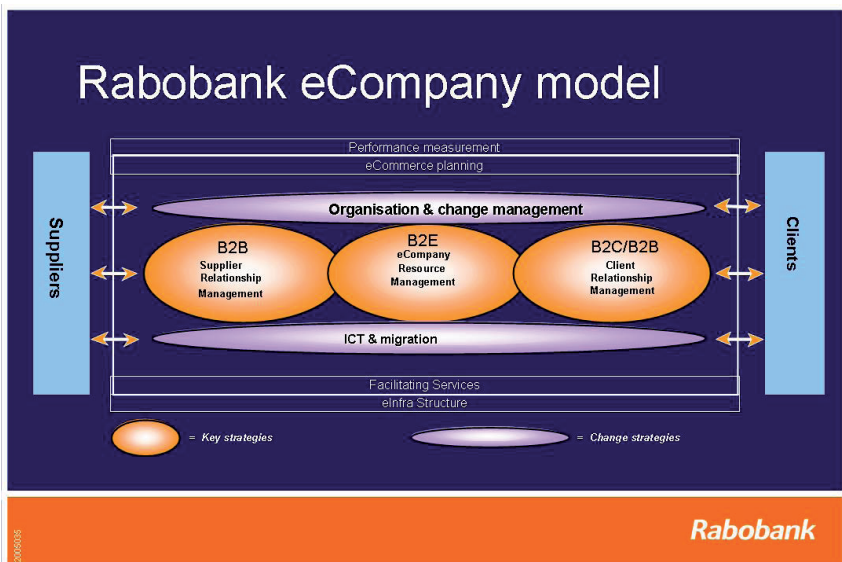 Rabobank eCompany model
Performance measurement
eCommerce planning
Suppliers
Clients
Organisation & change management
B2B
Supplier
Relationship
Management
B2E
eCompany
Resource
Management
B2C/B2B
Client
Relationship
Management
ICT & migration
Facilitating Services
eInfra Structure
= Key strategies
= Change strategies
2005035
Rabobank